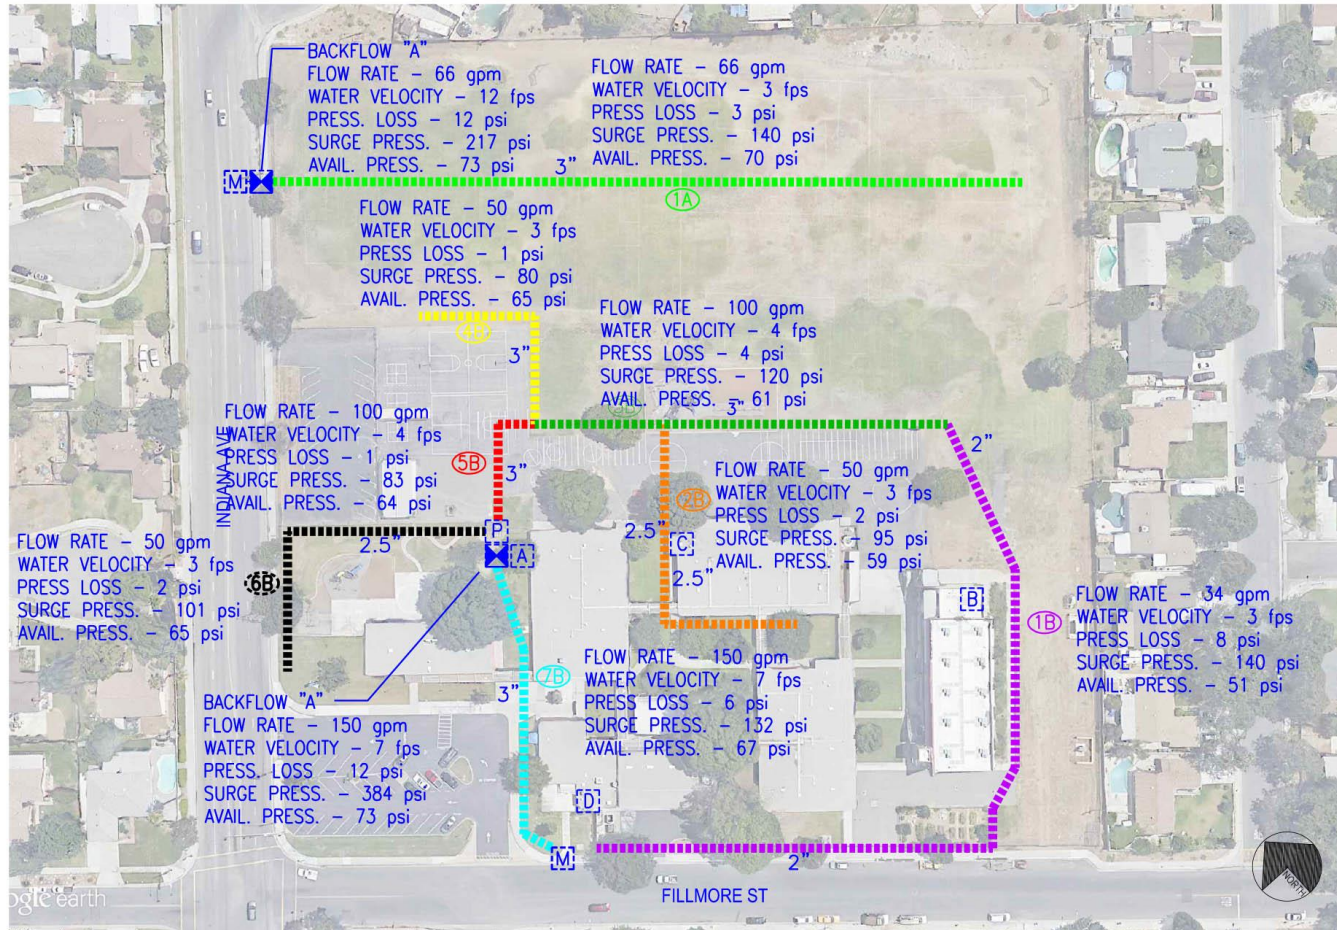 BACKFLOW "A"
FLOW RATE - 66 gpm
WATER VELOCITY - 12 fps
PRESS. LOSS - 12 psi
SURGE PRESS. - 217 psi
AVAIL. PRESS. - 73 psi
FLOW RATE - 66 gpm
WATER VELOCITY - 3 fps
PRESS LOSS - 3 psi
SURGE PRESS. - 140 psi
AVAIL. PRESS. - 70 psi
3"
M
1A
FLOW RATE - 50 gpm
WATER VELOCITY - 3 fps
PRESS LOSS - 1 psi
SURGE PRESS. - 80 psi
AVAIL. PRESS. - 65 psi
4B
3"
FLOW RATE - 100 gpm
WATER VELOCITY - 4 fps
PRESS LOSS - 4 psi
SURGE PRESS. - 120 psi
AVAIL. PRESS. - 61 psi
3"
2"
FLOW RATE - 100 gpm
WATER VELOCITY - 4 fps
PRESS LOSS - 1 psi
SURGE PRESS. - 83 psi
AVAIL. PRESS. - 64 psi
INDIANA AVE
5B
3"
FLOW RATE - 50 gpm
WATER VELOCITY - 3 fps
PRESS LOSS - 2 psi
SURGE PRESS. - 95 psi
AVAIL. PRESS. - 59 psi
2B
2.5"
C
2.5"
P
A
2.5"
FLOW RATE - 50 gpm
WATER VELOCITY - 3 fps
PRESS LOSS - 2 psi
SURGE PRESS. - 101 psi
AVAIL. PRESS. - 65 psi
6B
B
1B
FLOW RATE - 34 gpm
WATER VELOCITY - 3 fps
PRESS LOSS - 8 psi
SURGE PRESS. - 140 psi
AVAIL. PRESS. - 51 psi
BACKFLOW "A"
FLOW RATE - 150 gpm
WATER VELOCITY - 7 fps
PRESS. LOSS - 12 psi
SURGE PRESS. - 384 psi
AVAIL. PRESS. - 73 psi
3"
7B
FLOW RATE - 150 gpm
WATER VELOCITY - 7 fps
PRESS LOSS - 6 psi
SURGE PRESS. - 132 psi
AVAIL. PRESS. - 67 psi
D
M
2"
FILLMORE ST
NORTH
ogle earth